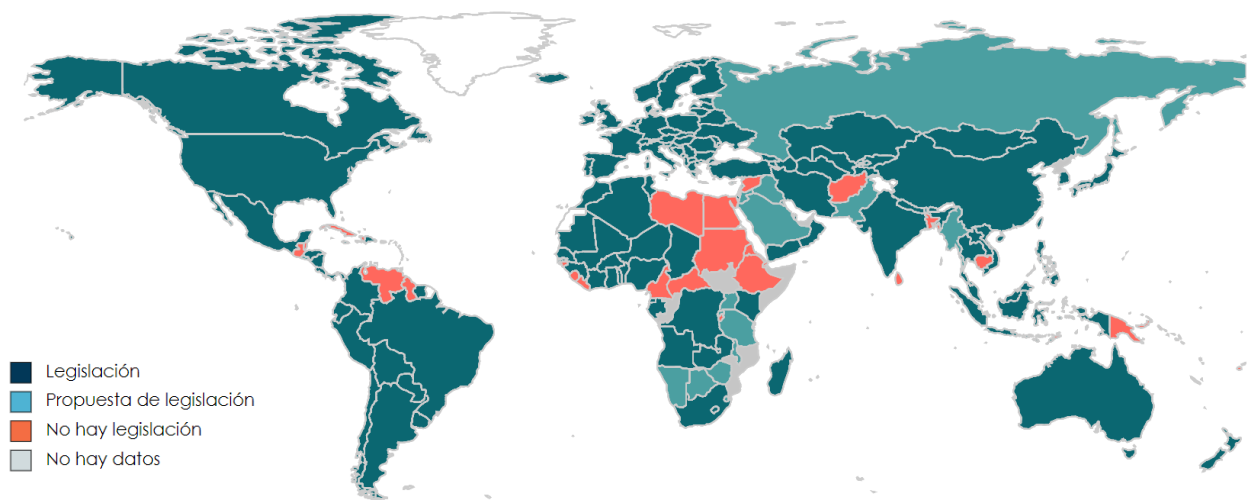 Legislación
Propuesta de legislación
No hay legislación
No hay datos